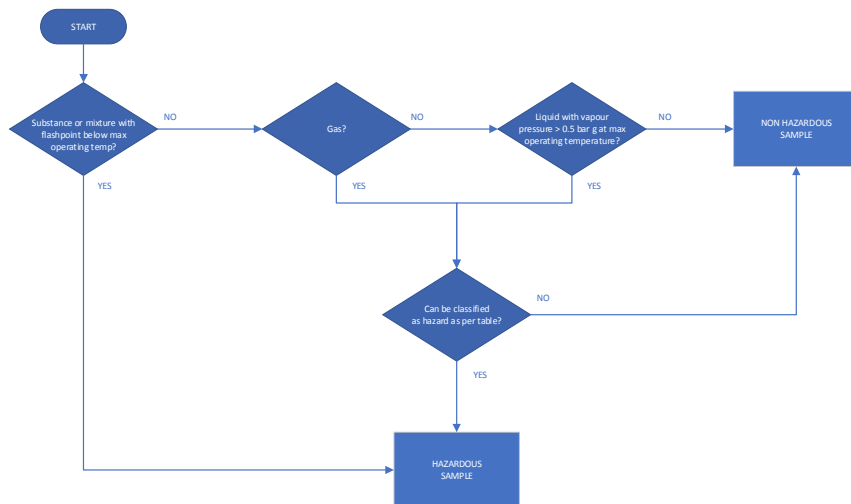 START
Substance or mixture with
flashpoint below max
operating temp?
NO
Gas?
NO
Liquid with vapour
pressure > 0.5 bar g at max
operating temperature?
NO
NON HAZARDOUS
SAMPLE
YES
YES
YES
Can be classified
as hazard as per table?
NO
YES
HAZARDOUS
SAMPLE